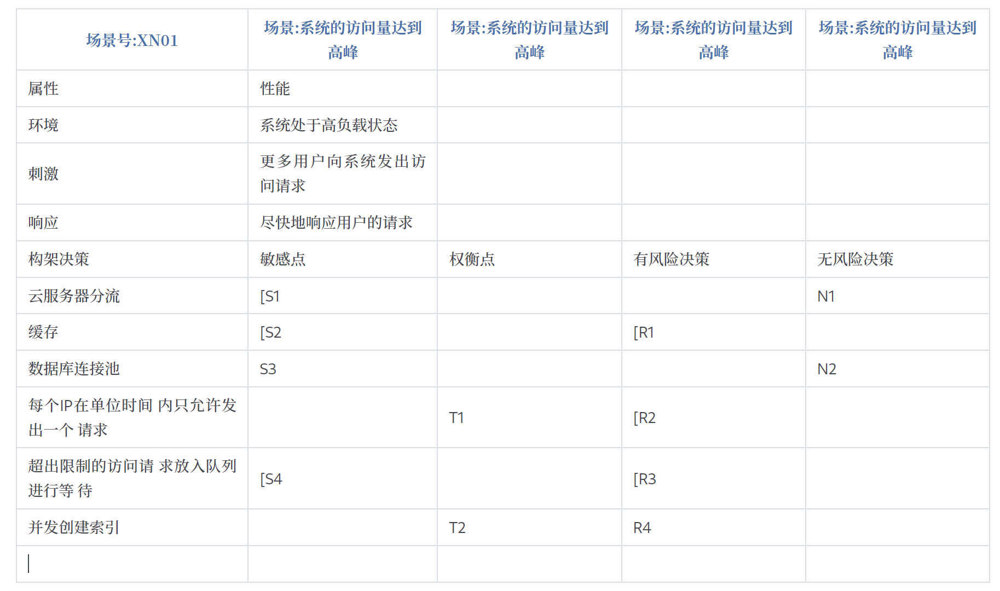 场景号:XN01
场景:系统的访问量达到
高峰
场景:系统的访问量达到
高峰
场景:系统的访问量达到
高峰
场景:系统的访问量达到
高峰
属性
性能
环境
系统处于高负载状态
刺激
更多用户向系统发出访
问请求
响应
尽快地响应用户的请求
构架决策
敏感点
权衡点
有风险决策
无风险决策
云服务器分流
[S1
N1
缓存
[S2
[R1
数据库连接池
S3
N2
每个IP在单位时间 内只允许发
出一个 请求
T1
[R2
超出限制的访问请 求放入队列
进行等 待
[S4
[R3
并发创建索引
T2
R4